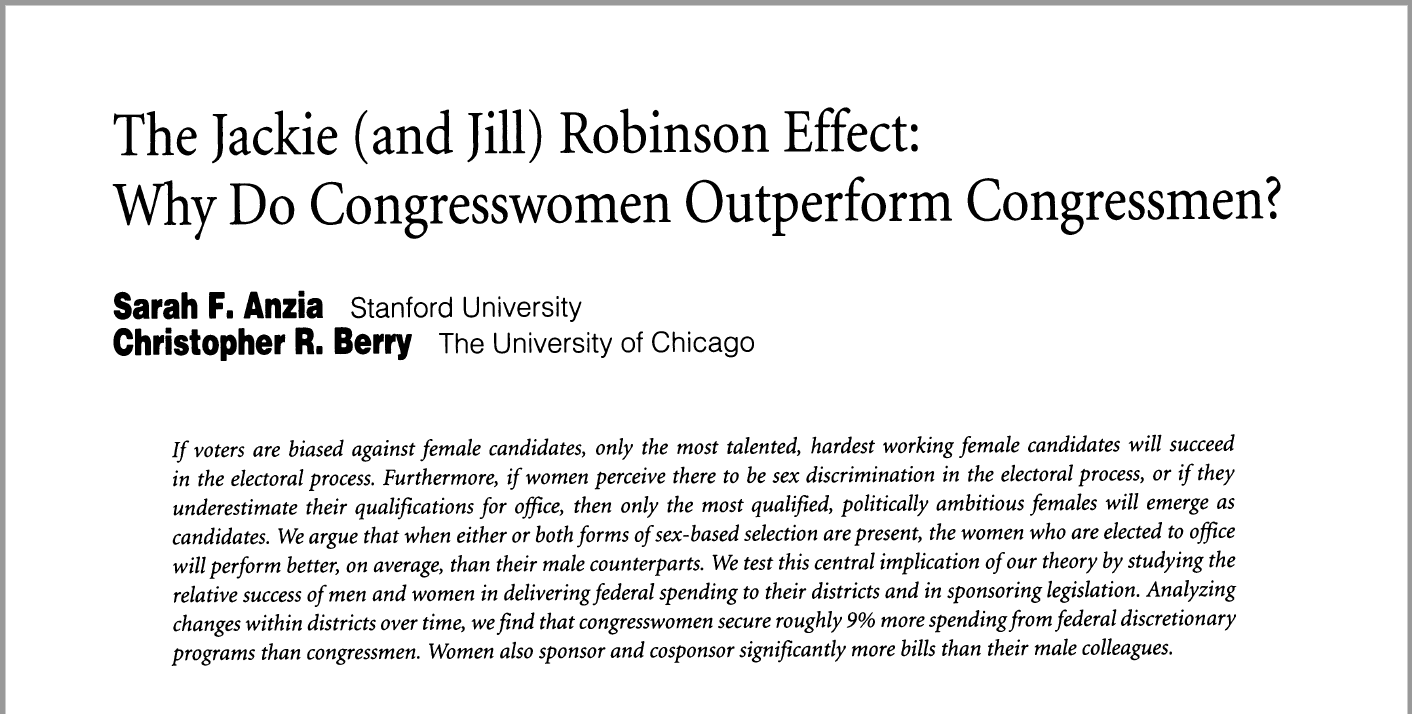 The Jackie (and Jill) Robinson Effect:
Why Do Congresswomen Outperform Congressmen?
Sarah F. Anzia Stanford University
Christopher R. Berry The University of Chicago
If voters are biased against female candidates, only the most talented, hardest working female candidates will succeed
in the electoral process. Furthermore, if women perceive there to be sex discrimination in the electoral process, or if they
underestimate their qualifications for office, then only the most qualified, politically ambitious females will emerge as
candidates. We argue that when either or both forms of sex-based selection are present, the women who are elected to office
will perform better, on average, than their male counterparts. We test this central implication of our theory by studying the
relative success of men and women in delivering federal spending to their districts and in sponsoring legislation. Analyzing
changes within districts over time, we find that congresswomen secure roughly 9% more spending from federal discretionary
programs than congressmen. Women also sponsor and cosponsor significantly more bills than their male colleagues.